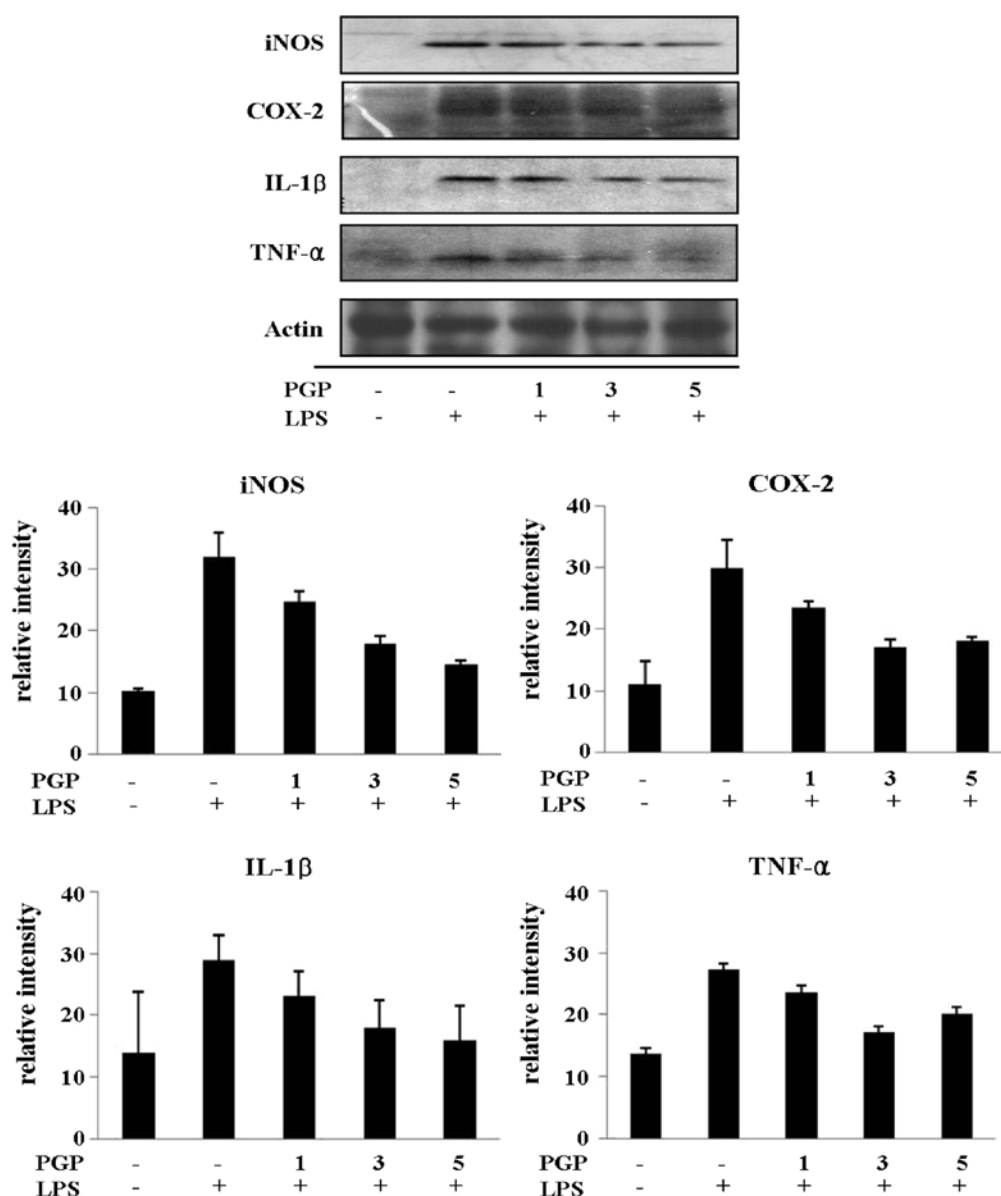 iNOS
COX-2
IL-1β
TNF-α
Actin
PGP - - 1 3 5
LPS - + + + +
iNOS
relative intensity
40
30
20
10
0
PGP - - 1 3 5
LPS - + + + +
COX-2
relative intensity
40
30
20
10
0
PGP - - 1 3 5
LPS - + + + +
IL-1β
relative intensity
40
30
20
10
0
PGP - - 1 3 5
LPS - + + + +
TNF-α
relative intensity
40
30
20
10
0
PGP - - 1 3 5
LPS - + + + +